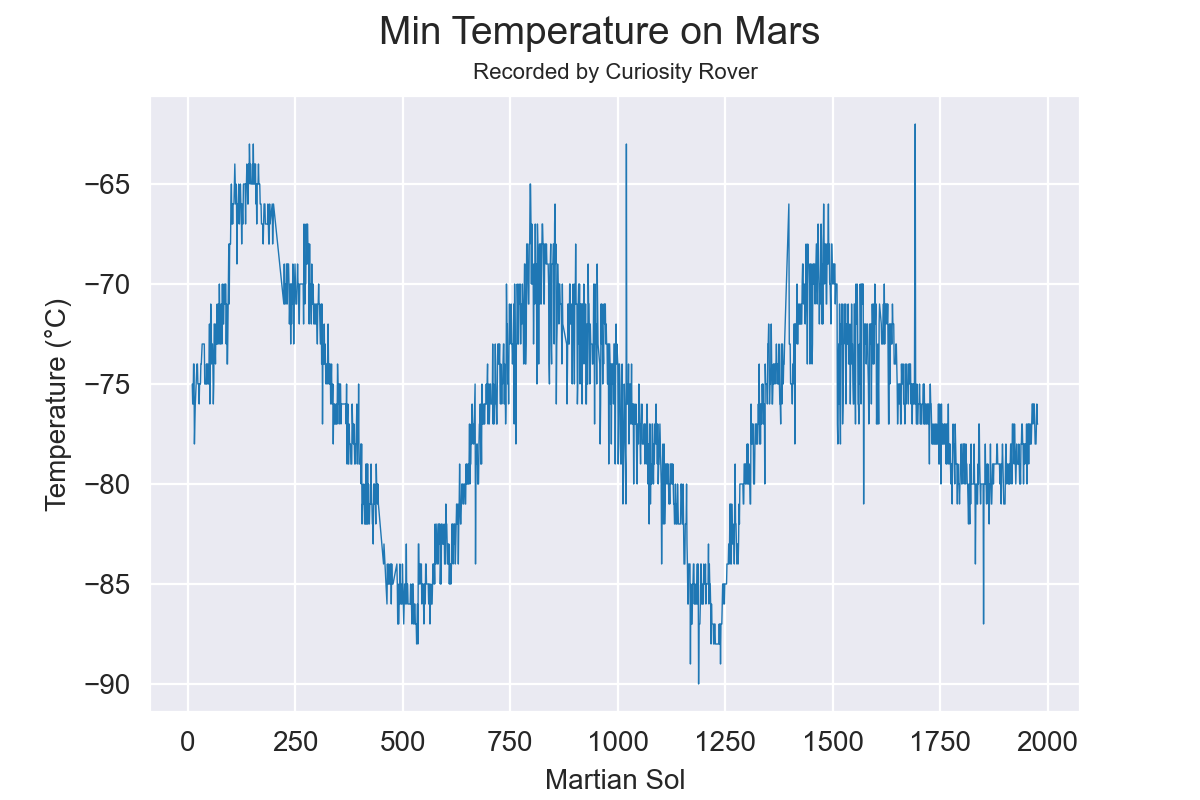 Min Temperature on Mars
Recorded by Curiosity Rover
−65
−70
−75
−80
−85
−90
Temperature (°C)
0 250 500 750 1000 1250 1500 1750 2000
Martian Sol